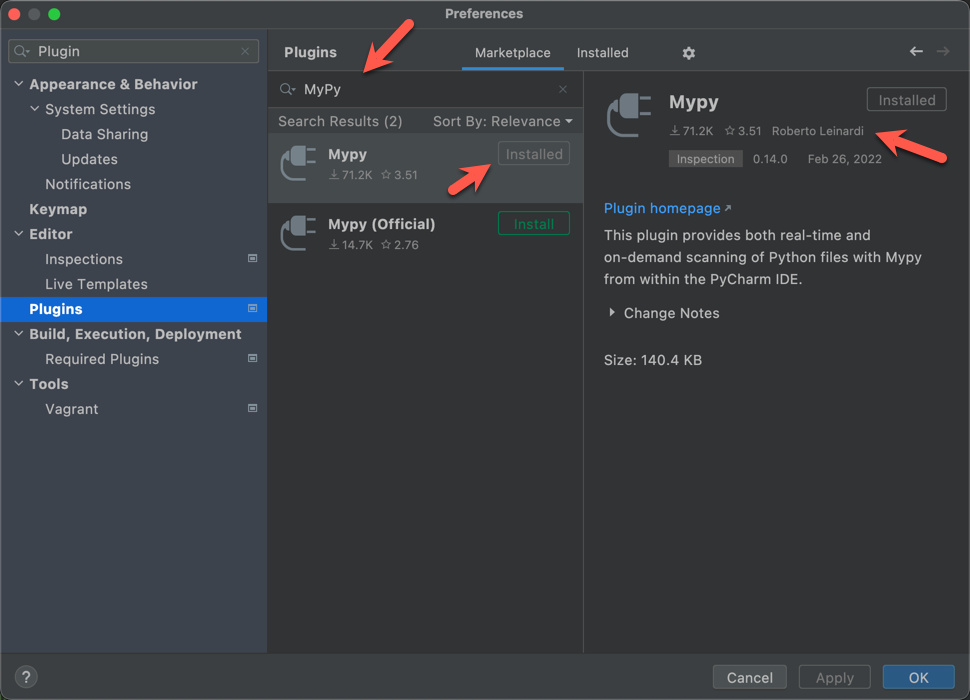 Preferences
Plugin
Appearance & Behavior
System Settings
Data Sharing
Updates
Notifications
Keymap
Editor
Inspections
Live Templates
Plugins
Build, Execution, Deployment
Required Plugins
Tools
Vagrant
Plugins
Marketplace
Installed
MyPy
Search Results (2)
Sort By: Relevance
Mypy
Installed
71.2K 3.51
Mypy (Official)
Install
14.7K 2.76
Mypy
Installed
71.2K 3.51 Roberto Leinardi
Inspection 0.14.0 Feb 26, 2022
Plugin homepage
This plugin provides both real-time and
on-demand scanning of Python files with Mypy
from within the PyCharm IDE.
Change Notes
Size: 140.4 KB
?
Cancel
Apply
OK